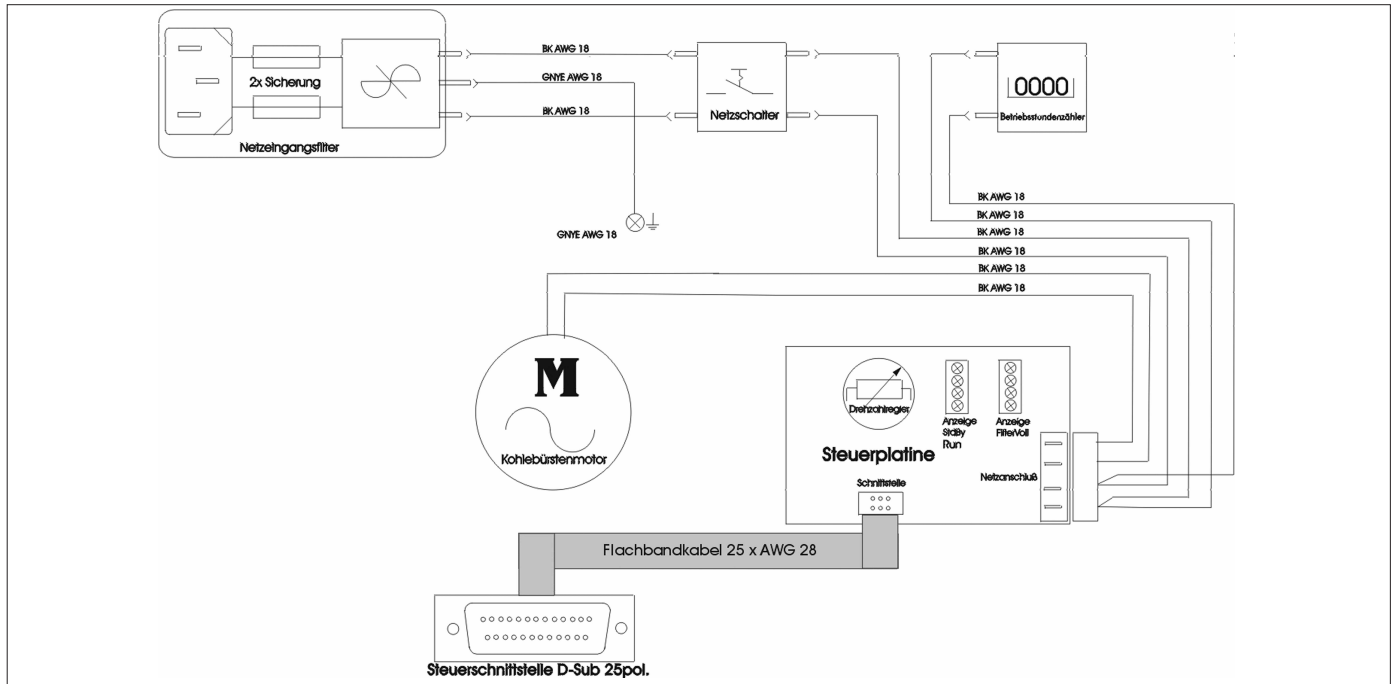 BK AWG 18
2x Sicherung
GNYE AWG 18
BK AWG 18
Netzschalter
0000
Betriebsstundenzähler
Netzeingangsfilter
BK AWG 18
BK AWG 18
GNYE AWG 18
BK AWG 18
BK AWG 18
BK AWG 18
BK AWG 18
M
Kohlebürstenmotor
Drehzahlregler
Anzeige
StdBy
Run
Anzeige
FilterVoll
Steuerplatine
Netzanschluß
Schnittstelle
Flachbandkabel 25 x AWG 28
Steuerschnittstelle D-Sub 25pol.